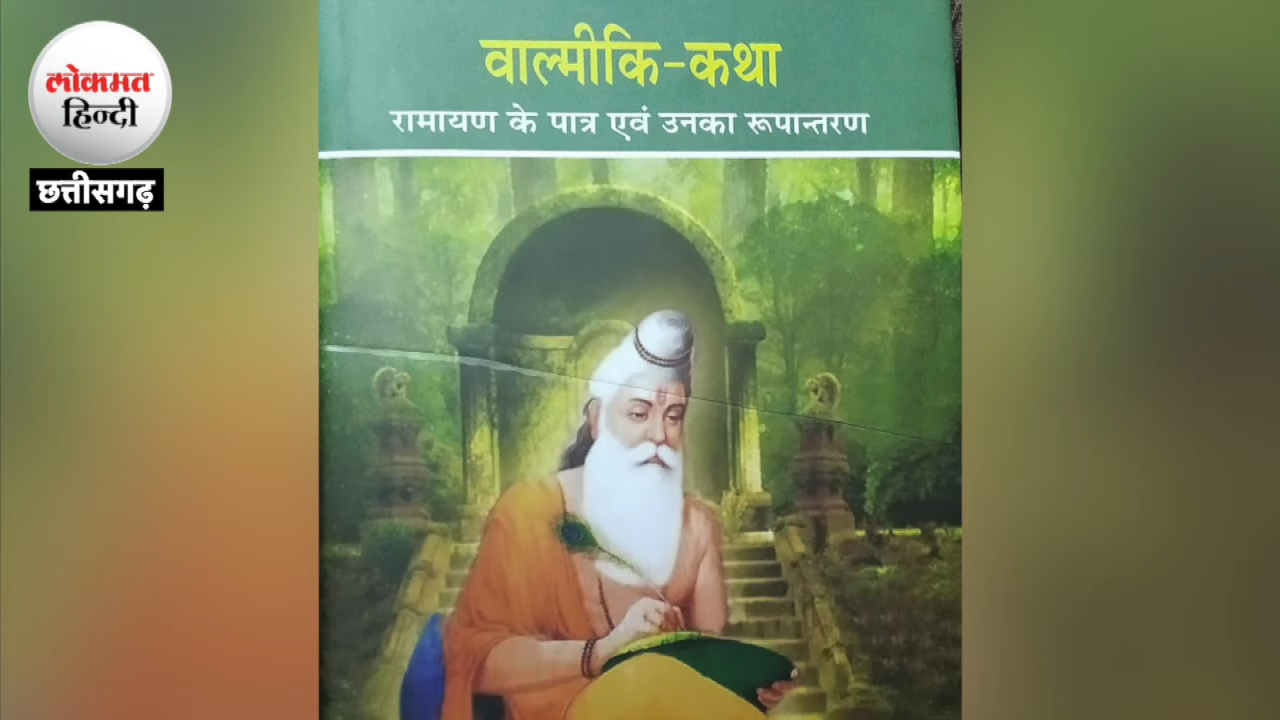 लोकमत
हिन्दी
छत्तीसगढ़
वाल्मीकि-कथा
रामायण के पात्र एवं उनका रूपान्तरण